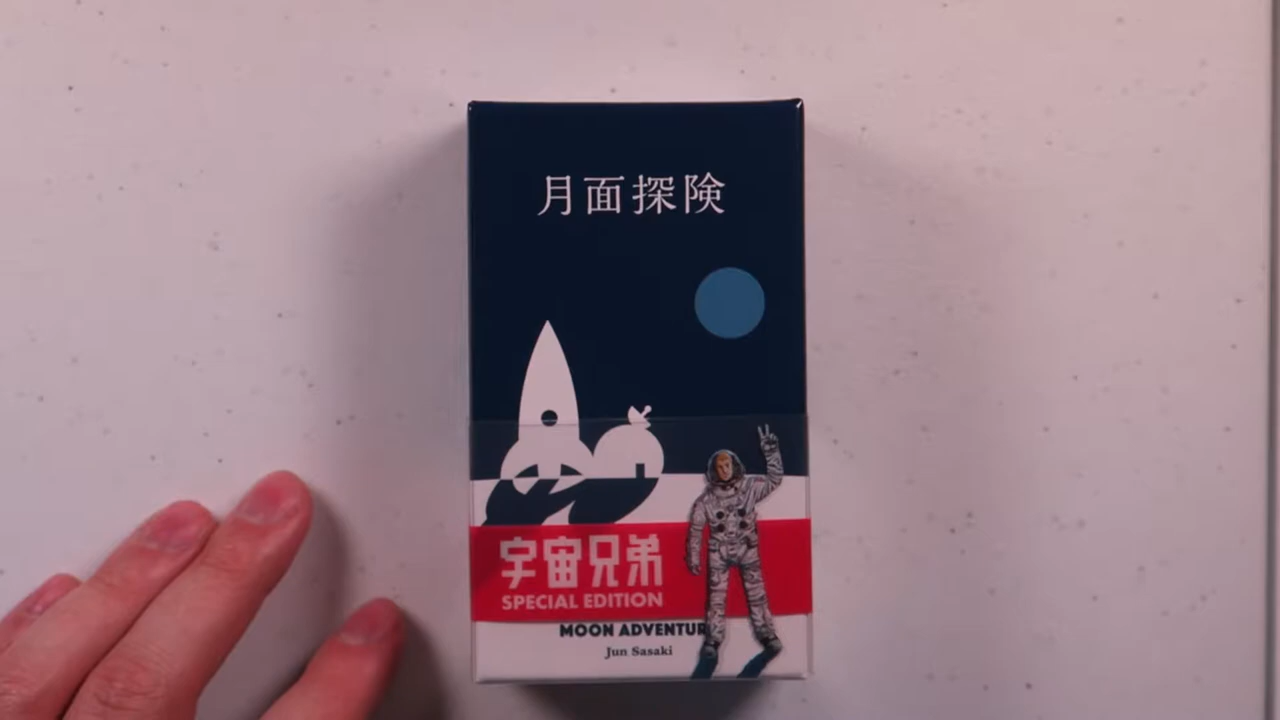 月面探険
宇宙兄弟
SPECIAL EDITION
MOON ADVENTUR
Jun Sasaki